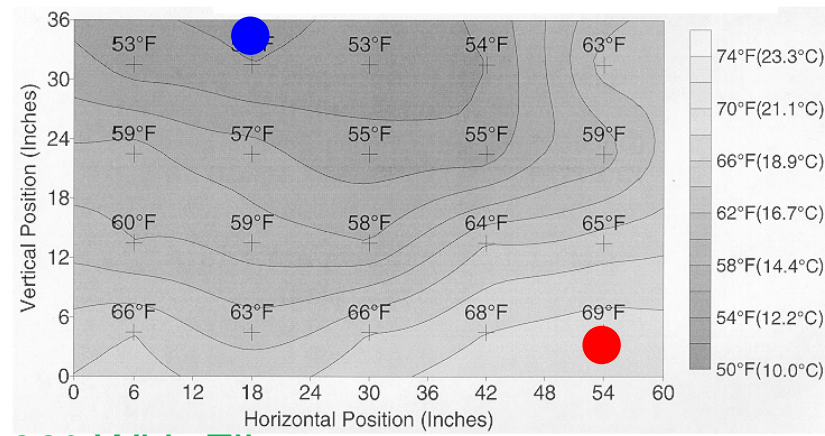 36
53°F 53°F 54°F 63°F
74°F(23.3°C)
30
70°F(21.1°C)
24
59°F 57°F 55°F 55°F 59°F
66°F(18.9°C)
Vertical Position (Inches)
18
62°F(16.7°C)
60°F 59°F 58°F 64°F 65°F
12
58°F(14.4°C)
6
66°F 63°F 66°F 68°F 69°F
54°F(12.2°C)
0
50°F(10.0°C)
0 6 12 18 24 30 36 42 48 54 60
Horizontal Position (Inches)